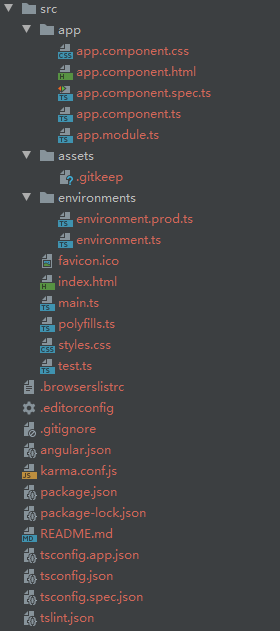 src
app
app.component.css
app.component.html
app.component.spec.ts
app.component.ts
app.module.ts
assets
.gitkeep
environments
environment.prod.ts
environment.ts
favicon.ico
index.html
main.ts
polyfills.ts
styles.css
test.ts
.browserslistrc
.editorconfig
.gitignore
angular.json
karma.conf.js
package.json
package-lock.json
README.md
tsconfig.app.json
tsconfig.json
tsconfig.spec.json
tslint.json